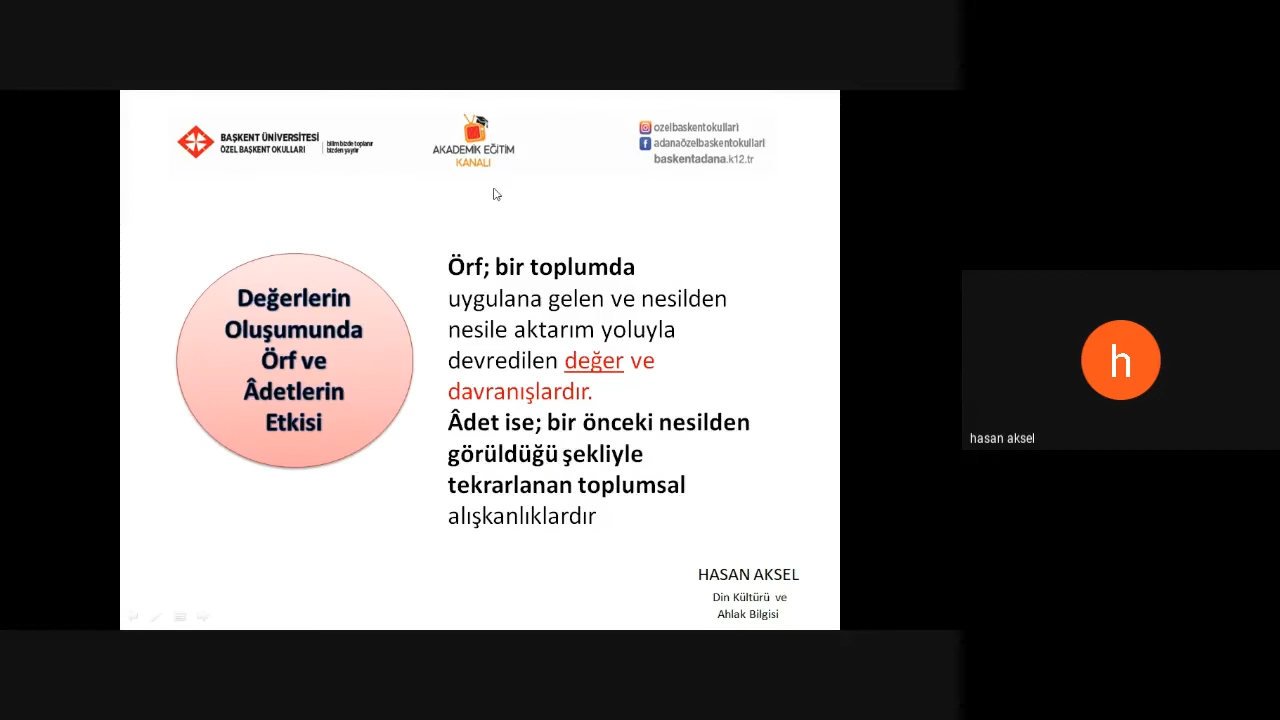 BAŞKENT ÜNİVERSİTESİ
ÖZEL BAŞKENT OKULLARI
bilim bizde toplanır
bizden yayılır
AKADEMİK EĞİTİM
KANALI
ozelbaskentokullari
adanaözelbaskentokullari
baskentadana.k12.tr
Değerlerin
Oluşumunda
Örf ve
Âdetlerin
Etkisi
Örf; bir toplumda
uygulana gelen ve nesilden
nesile aktarım yoluyla
devredilen değer ve
davranışlardır.
Âdet ise; bir önceki nesilden
görüldüğü şekliyle
tekrarlanan toplumsal
alışkanlıklardır
HASAN AKSEL
Din Kültürü ve
Ahlak Bilgisi
h
hasan aksel